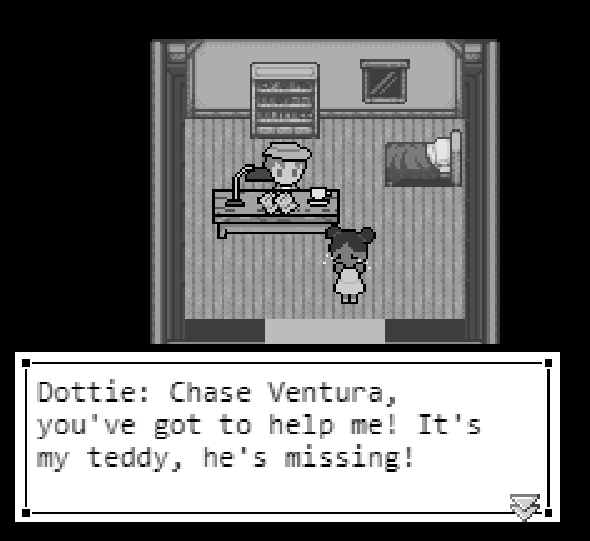 Dottie: Chase Ventura,
you've got to help me! It's
my teddy, he's missing!